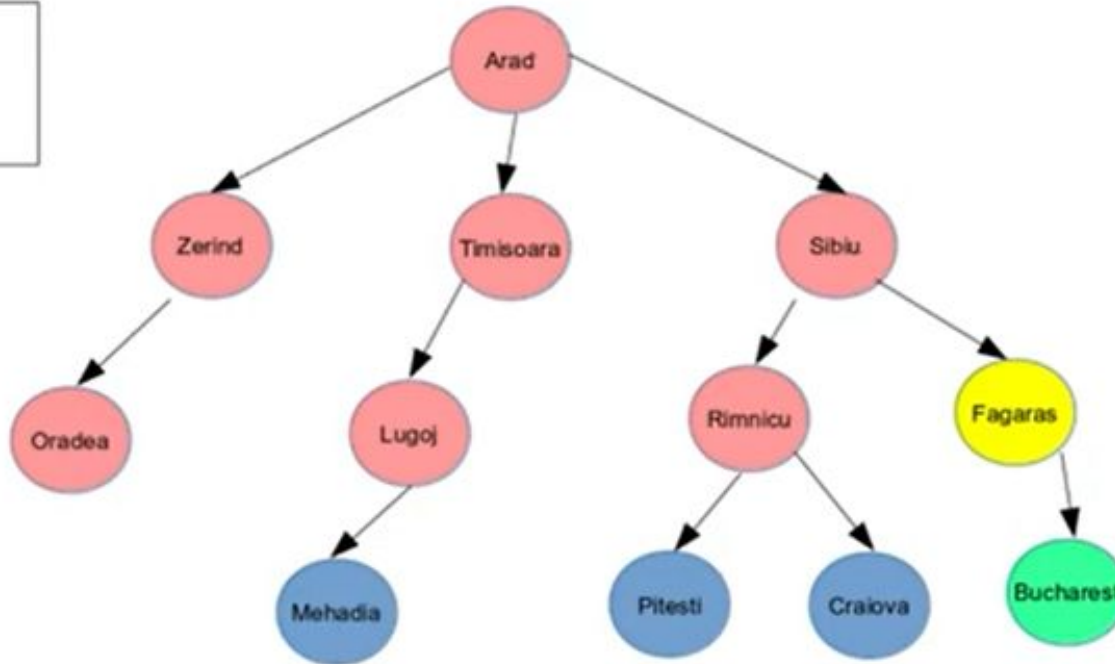 Arad
Zerind
Timisoara
Sibiu
Oradea
Lugoj
Rimnicu
Fagaras
Mehadia
Pitesti
Craiova
Bucharest